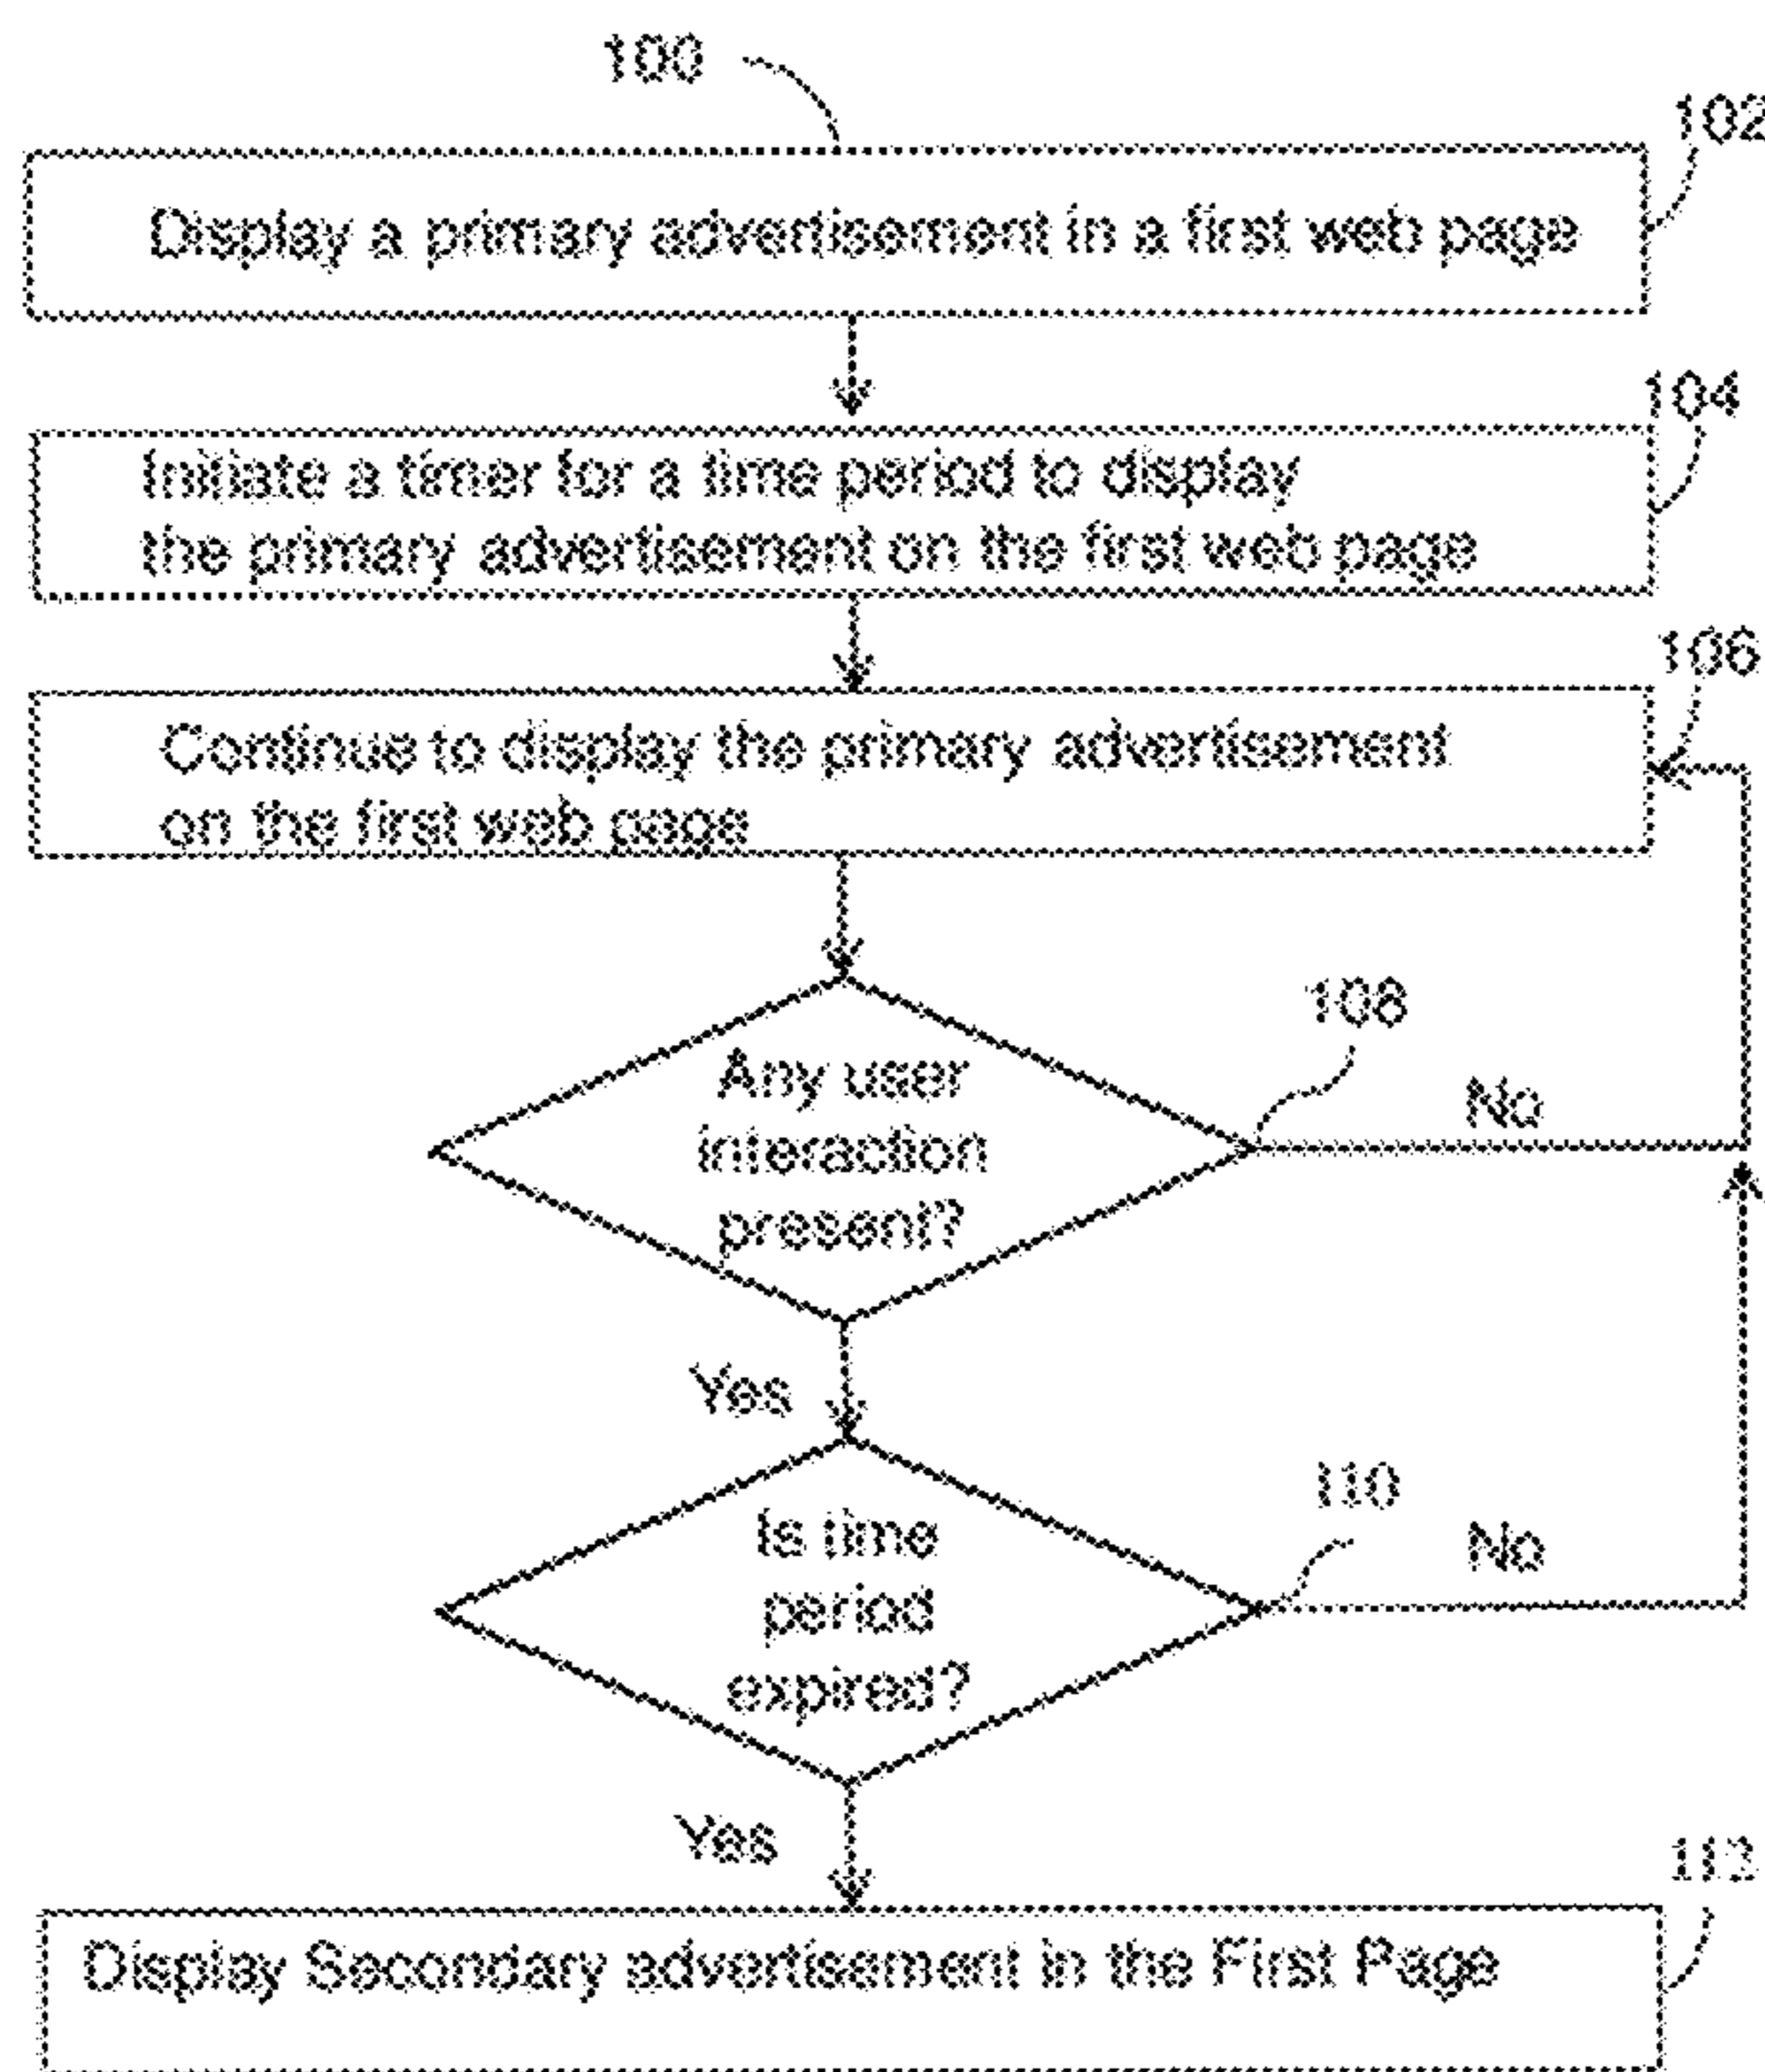 100
102
Display a primary advertisement in a first web page
104
Initiate a timer for a time period to display
the primary advertisement on the first web page
106
Continue to display the primary advertisement
on the first web page
108
Any user
interaction
present?
No
Yes
110
Is time
period
expired?
No
Yes
112
Display Secondary advertisement in the First Page